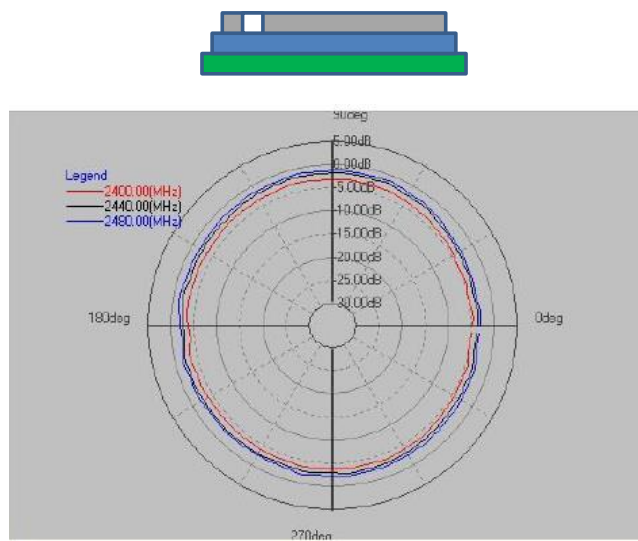 90deg
5.00dB
0.00dB
-5.00dB
-10.00dB
-15.00dB
-20.00dB
-25.00dB
-30.00dB
Legend
2400.00(MHz)
2440.00(MHz)
2480.00(MHz)
180deg
0deg
270deg